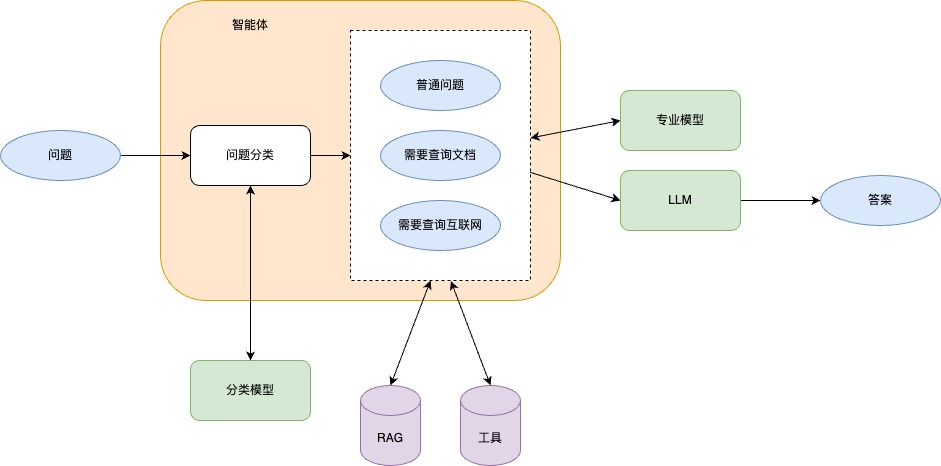 智能体
普通问题
专业模型
问题
问题分类
需要查询文档
LLM
答案
需要查询互联网
分类模型
RAG
工具